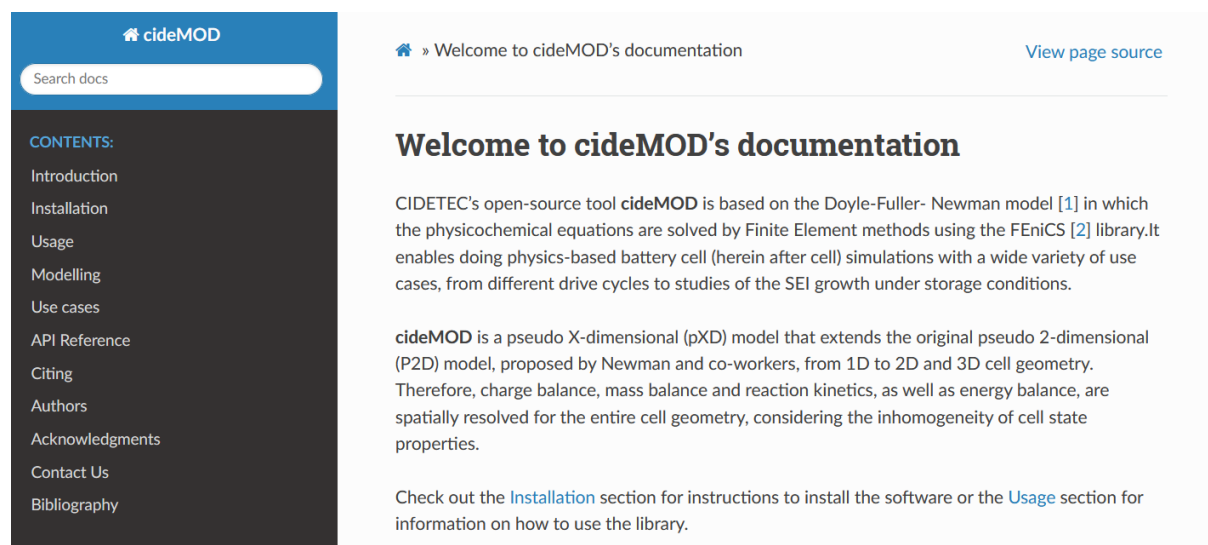 cideMOD
Search docs
CONTENTS:
Introduction
Installation
Usage
Modelling
Use cases
API Reference
Citing
Authors
Acknowledgments
Contact Us
Bibliography
» Welcome to cideMOD's documentation
View page source
Welcome to cideMOD's documentation
CIDETEC's open-source tool cideMOD is based on the Doyle-Fuller- Newman model [1] in which
the physicochemical equations are solved by Finite Element methods using the FEniCS [2] library.It
enables doing physics-based battery cell (herein after cell) simulations with a wide variety of use
cases, from different drive cycles to studies of the SEI growth under storage conditions.
cideMOD is a pseudo X-dimensional (pXD) model that extends the original pseudo 2-dimensional
(P2D) model, proposed by Newman and co-workers, from 1D to 2D and 3D cell geometry.
Therefore, charge balance, mass balance and reaction kinetics, as well as energy balance, are
spatially resolved for the entire cell geometry, considering the inhomogeneity of cell state
properties.
Check out the Installation section for instructions to install the software or the Usage section for
information on how to use the library.